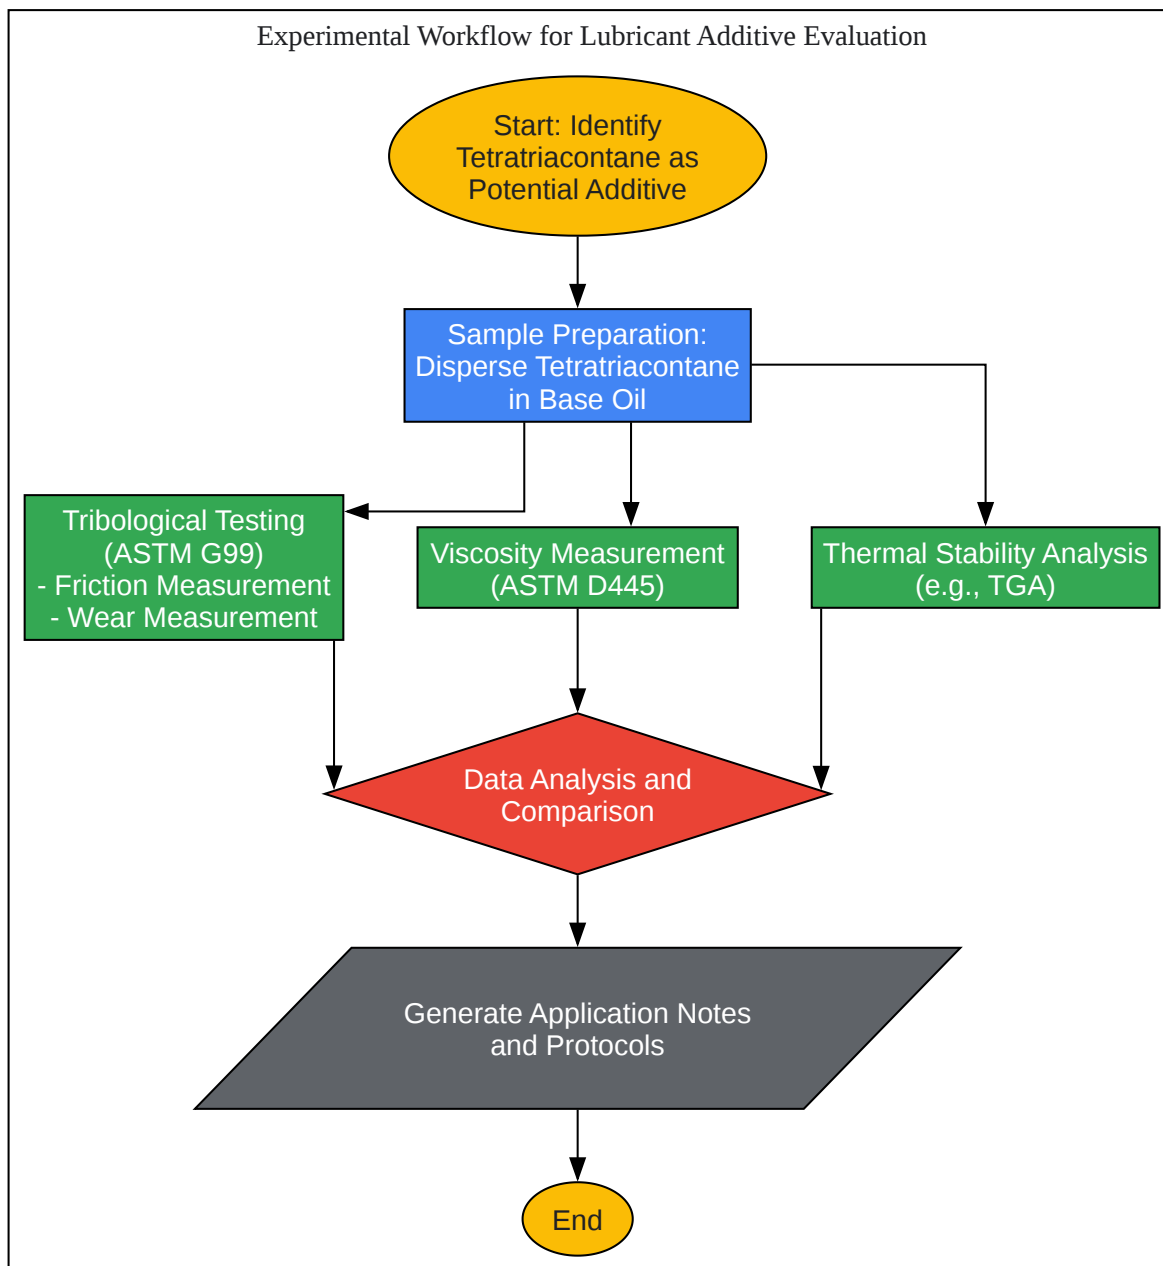 Experimental Workflow for Lubricant Additive Evaluation
Start: Identify
Tetratriacontane as
Potential Additive
Sample Preparation:
Disperse Tetratriacontane
in Base Oil
Tribological Testing
(ASTM G99)
- Friction Measurement
- Wear Measurement
Viscosity Measurement
(ASTM D445)
Thermal Stability Analysis
(e.g., TGA)
Data Analysis and
Comparison
Generate Application Notes
and Protocols
End